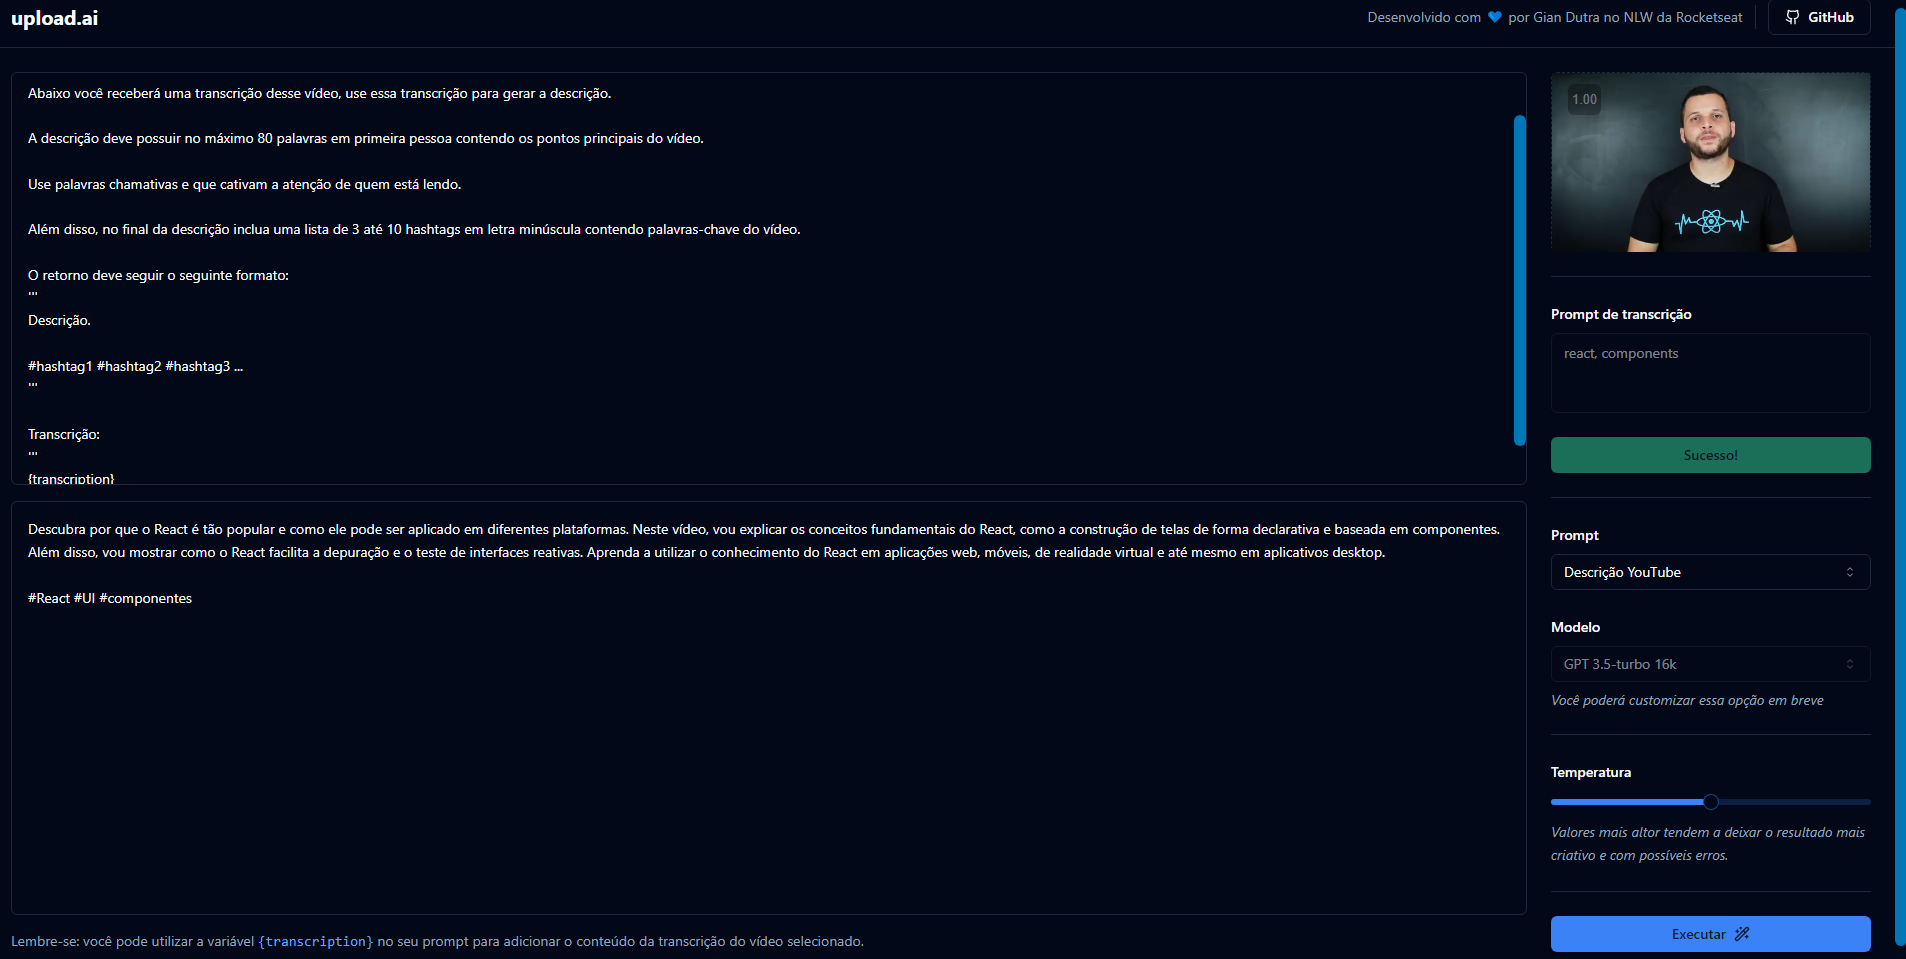 upload.ai
Desenvolvido com 💙 por Gian Dutra no NLW da Rocketseat
GitHub
Abaixo você receberá uma transcrição desse vídeo, use essa transcrição para gerar a descrição.
A descrição deve possuir no máximo 80 palavras em primeira pessoa contendo os pontos principais do vídeo.
Use palavras chamativas e que cativam a atenção de quem está lendo.
Além disso, no final da descrição inclua uma lista de 3 até 10 hashtags em letra minúscula contendo palavras-chave do vídeo.
O retorno deve seguir o seguinte formato:
'''
Descrição.
#hashtag1 #hashtag2 #hashtag3 ...
'''
Transcrição:
'''
{transcription}
Descubra por que o React é tão popular e como ele pode ser aplicado em diferentes plataformas. Neste vídeo, vou explicar os conceitos fundamentais do React, como a construção de telas de forma declarativa e baseada em componentes.
Além disso, vou mostrar como o React facilita a depuração e o teste de interfaces reativas. Aprenda a utilizar o conhecimento do React em aplicações web, móveis, de realidade virtual e até mesmo em aplicativos desktop.
#React #UI #componentes
Lembre-se: você pode utilizar a variável {transcription} no seu prompt para adicionar o conteúdo da transcrição do vídeo selecionado.
1.00
Prompt de transcrição
react, components
Sucesso!
Prompt
Descrição YouTube
Modelo
GPT 3.5-turbo 16k
Você poderá customizar essa opção em breve
Temperatura
Valores mais altor tendem a deixar o resultado mais
criativo e com possíveis erros.
Executar